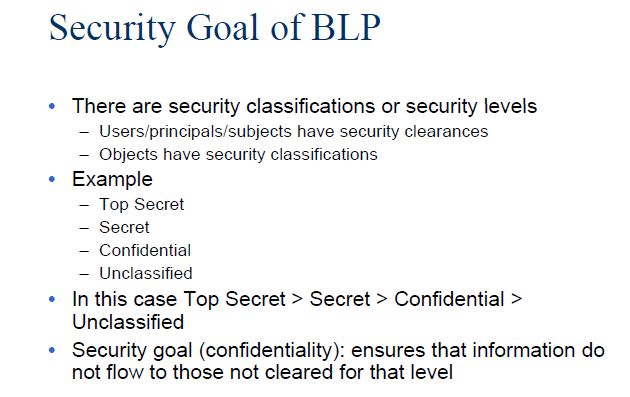 Security Goal of BLP
• There are security classifications or security levels
– Users/principals/subjects have security clearances
– Objects have security classifications
• Example
– Top Secret
– Secret
– Confidential
– Unclassified
• In this case Top Secret > Secret > Confidential >
Unclassified
• Security goal (confidentiality): ensures that information do
not flow to those not cleared for that level